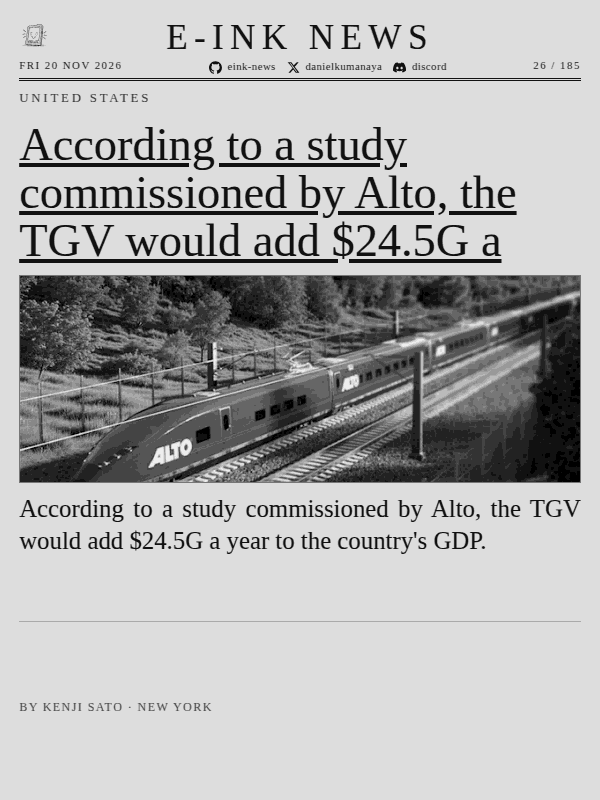 E-INK NEWS
FRI 20 NOV 2026
eink-news
danielkumanaya
discord
26 / 185
UNITED STATES
According to a study
commissioned by Alto, the
TGV would add $24.5G a
ALTO
ALTO
ALTO
According to a study commissioned by Alto, the TGV
would add $24.5G a year to the country's GDP.
BY KENJI SATO · NEW YORK